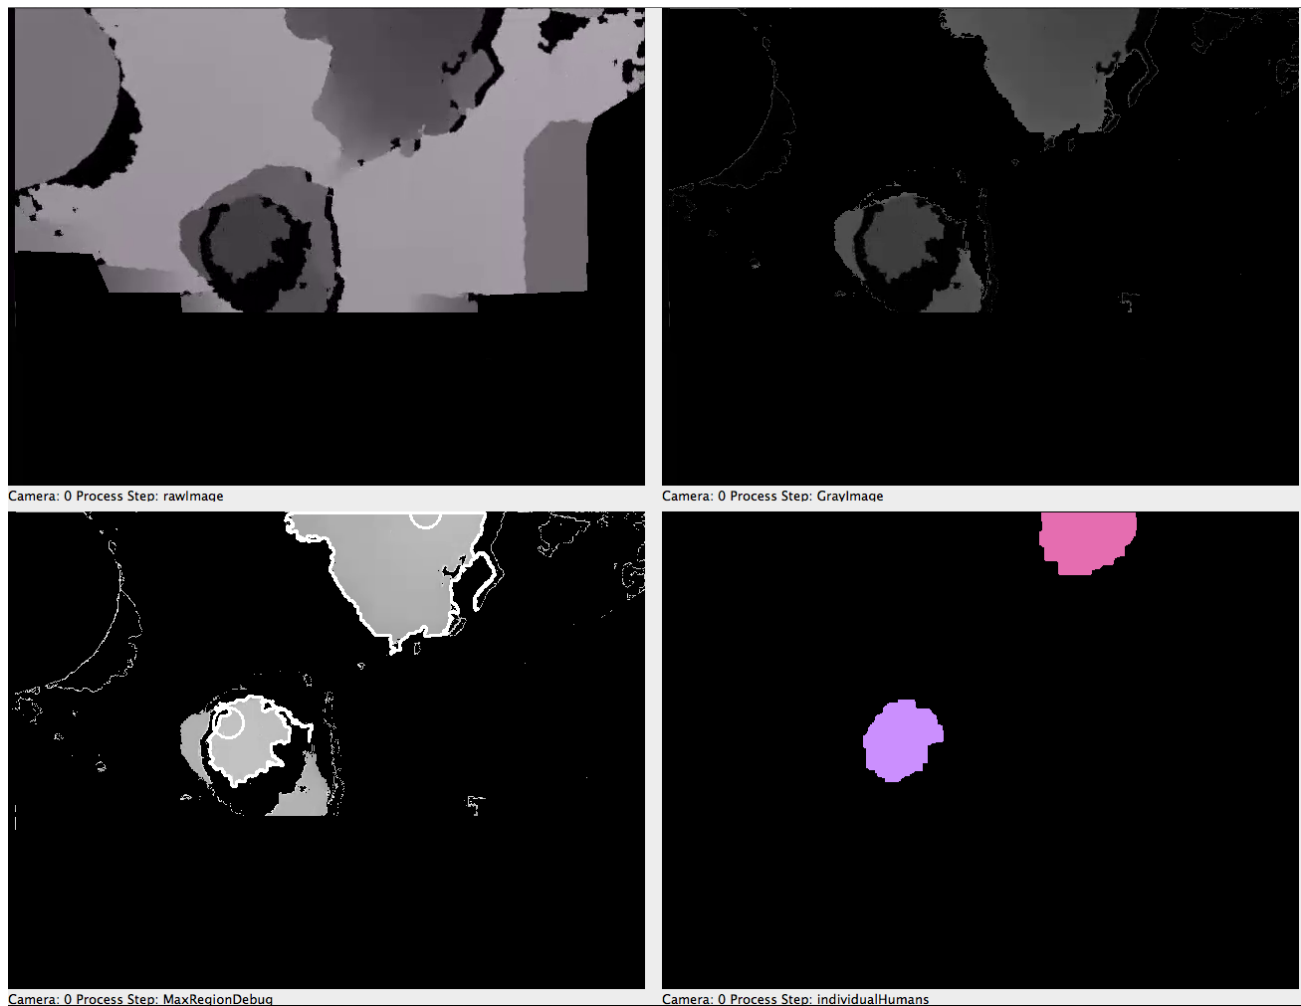 Camera: 0 Process Step: rawImage
Camera: 0 Process Step: GrayImage
Camera: 0 Process Step: MaxRegionDebug
Camera: 0 Process Step: individualHumans